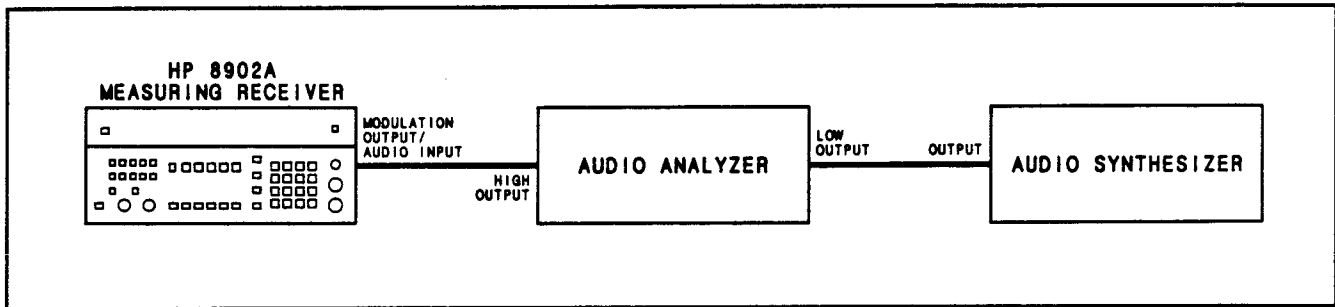 HP 8902A
MEASURING RECEIVER
MODULATION
OUTPUT/
AUDIO INPUT
HIGH
OUTPUT
AUDIO ANALYZER
LOW
OUTPUT
OUTPUT
AUDIO SYNTHESIZER